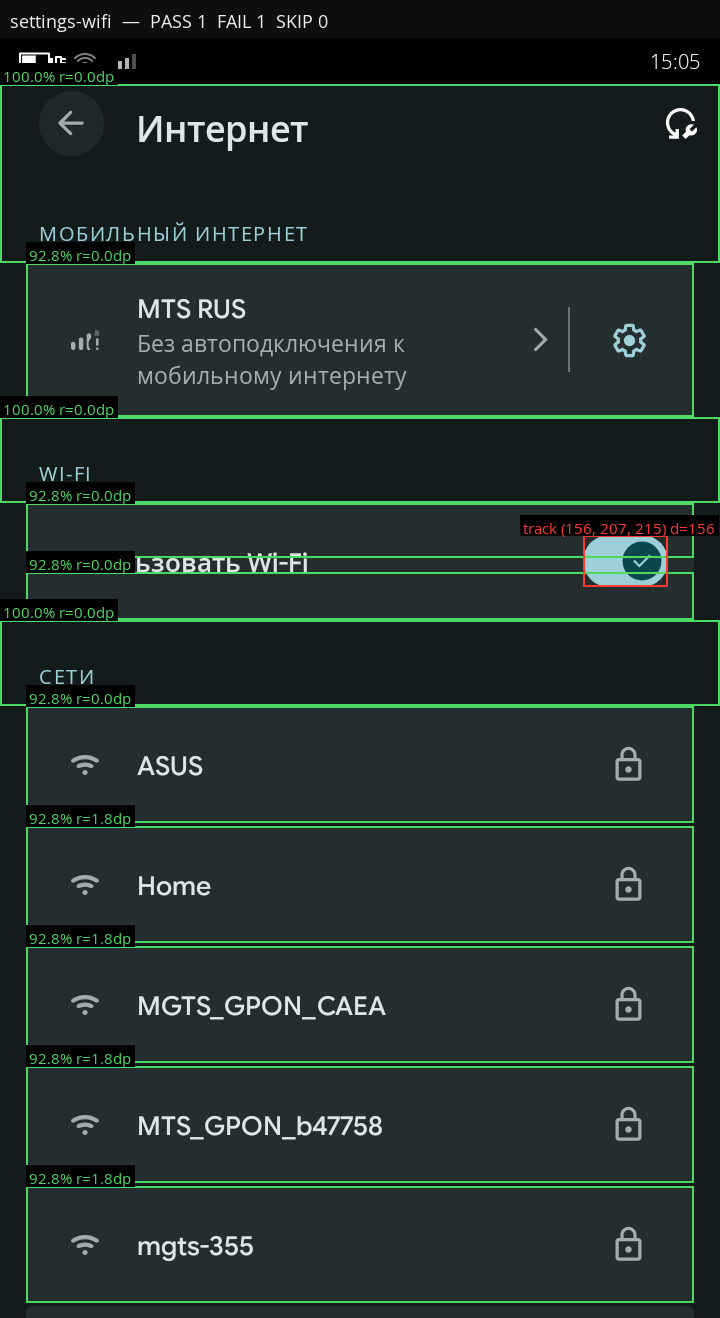 settings-wifi — PASS 1 FAIL 1 SKIP 0
15:05
100.0% r=0.0dp
Интернет
МОБИЛЬНЫЙ ИНТЕРНЕТ
92.8% r=0.0dp
MTS RUS
Без автоподключения к
мобильному интернету
100.0% r=0.0dp
WI-FI
92.8% r=0.0dp
track (156, 207, 215) d=156
92.8% r=0.0dp
ьзовать Wi-Fi
100.0% r=0.0dp
СЕТИ
92.8% r=0.0dp
ASUS
92.8% r=1.8dp
Home
92.8% r=1.8dp
MGTS_GPON_CAEA
92.8% r=1.8dp
MTS_GPON_b47758
92.8% r=1.8dp
mgts-355